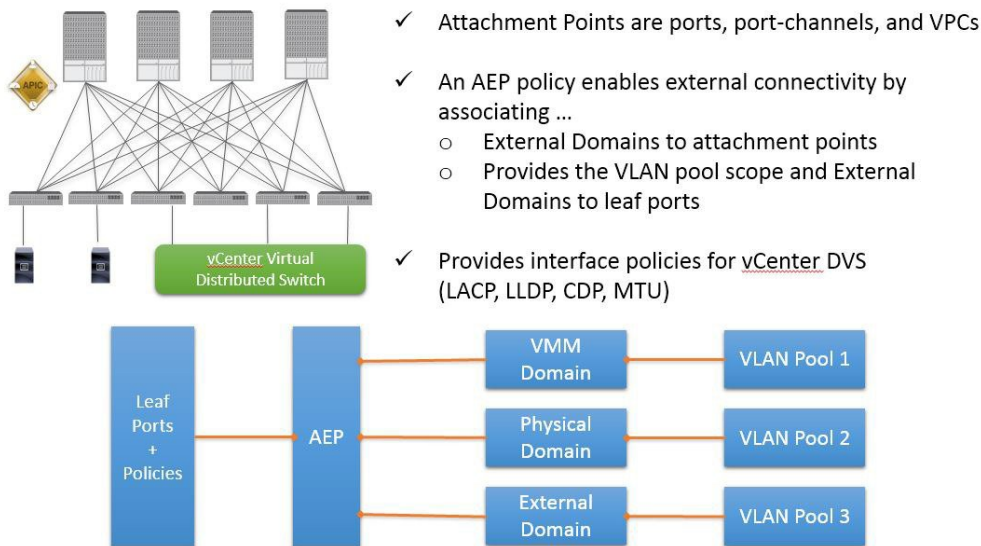 ✓ Attachment Points are ports, port-channels, and VPCs
✓ An AEP policy enables external connectivity by
associating ...
o External Domains to attachment points
o Provides the VLAN pool scope and External
Domains to leaf ports
✓ Provides interface policies for vCenter DVS
(LACP, LLDP, CDP, MTU)
APIC
vCenter Virtual
Distributed Switch
Leaf
Ports
+
Policies
AEP
VMM
Domain
VLAN Pool 1
Physical
Domain
VLAN Pool 2
External
Domain
VLAN Pool 3